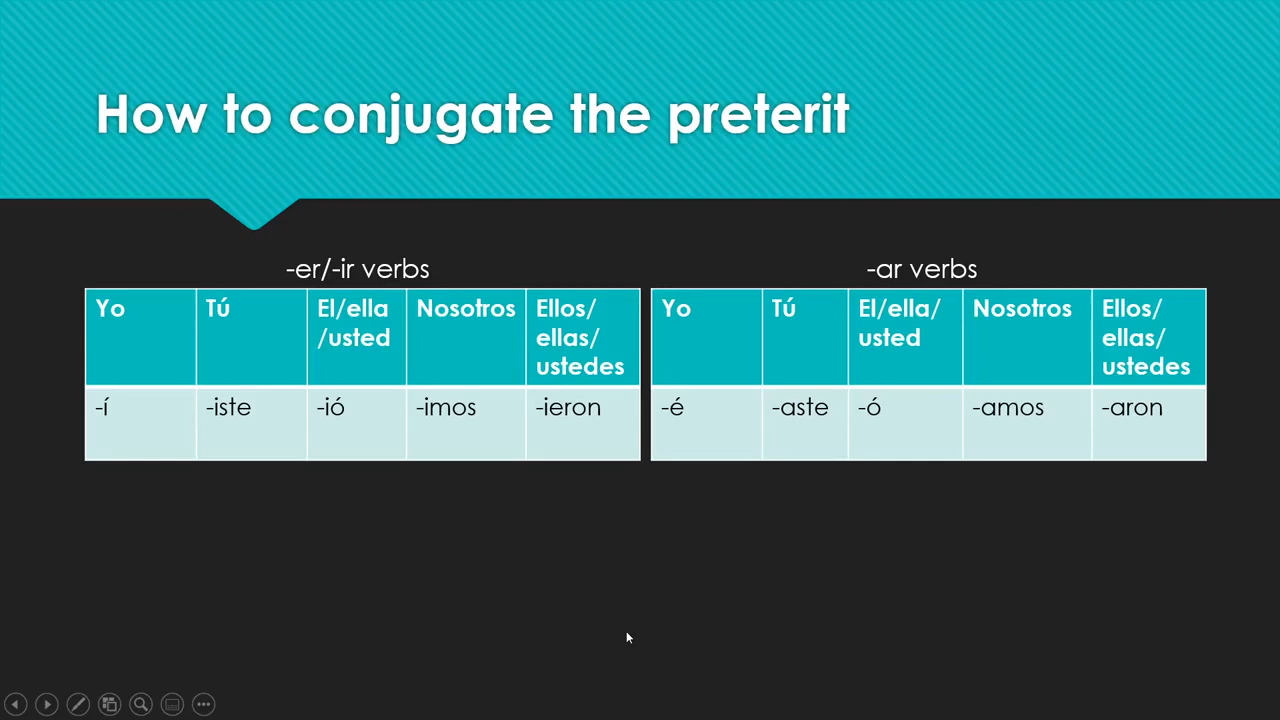 How to conjugate the preterit
-er/-ir verbs
Yo Tú El/ella /usted Nosotros Ellos/ ellas/ ustedes
-í -iste -ió -imos -ieron
-ar verbs
Yo Tú El/ella/ usted Nosotros Ellos/ ellas/ ustedes
-é -aste -ó -amos -aron